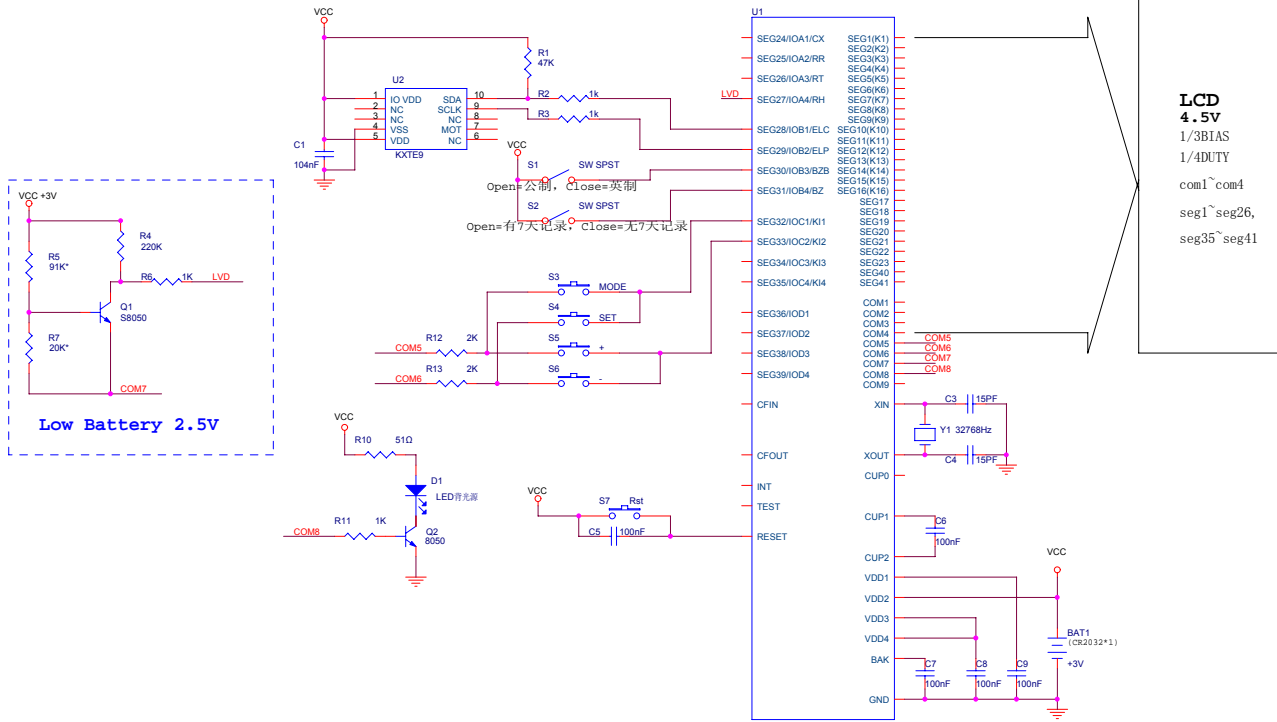 VCC
U1
U2
1 IO VDD SDA 10
2 NC SCLK 9
3 NC NC 8
4 VSS MOT 7
5 VDD NC 6
KXTE9
C1
104nF
R1
47K
R2 1k
R3 1k
VCC
S1 SW SPST
Open=公制，Close=英制
S2 SW SPST
Open=有7天记录，Close=无7天记录
VCC +3V
R4
220K
R5
91K*
R6 1K LVD
Q1
S8050
R7
20K*
COM7
Low Battery 2.5V
S3 MODE
S4 SET
S5 +
S6 -
COM5 R12 2K
COM6 R13 2K
VCC
R10 51Ω
D1
LED背光源
COM8 R11 1K
Q2
8050
VCC
S7 Rst
C5 100nF
LVD
SEG24/IOA1/CX
SEG25/IOA2/RR
SEG26/IOA3/RT
SEG27/IOA4/RH
SEG28/IOB1/ELC
SEG29/IOB2/ELP
SEG30/IOB3/BZB
SEG31/IOB4/BZ
SEG32/IOC1/KI1
SEG33/IOC2/KI2
SEG34/IOC3/KI3
SEG35/IOC4/KI4
SEG36/IOD1
SEG37/IOD2
SEG38/IOD3
SEG39/IOD4
CFIN
CFOUT
INT
TEST
RESET
SEG1(K1)
SEG2(K2)
SEG3(K3)
SEG4(K4)
SEG5(K5)
SEG6(K6)
SEG7(K7)
SEG8(K8)
SEG9(K9)
SEG10(K10)
SEG11(K11)
SEG12(K12)
SEG13(K13)
SEG14(K14)
SEG15(K15)
SEG16(K16)
SEG17
SEG18
SEG19
SEG20
SEG21
SEG22
SEG23
SEG40
SEG41
COM1
COM2
COM3
COM4
COM5 COM5
COM6 COM6
COM7 COM7
COM8 COM8
COM9
XIN
XOUT
CUP0
CUP1
CUP2
VDD1
VDD2
VDD3
VDD4
BAK
GND
C3 15PF
Y1 32768Hz
C4 15PF
C6
100nF
VCC
BAT1
(CR2032*1)
+3V
C7
100nF
C8
100nF
C9
100nF
LCD
4.5V
1/3BIAS
1/4DUTY
com1~com4
seg1~seg26,
seg35~seg41